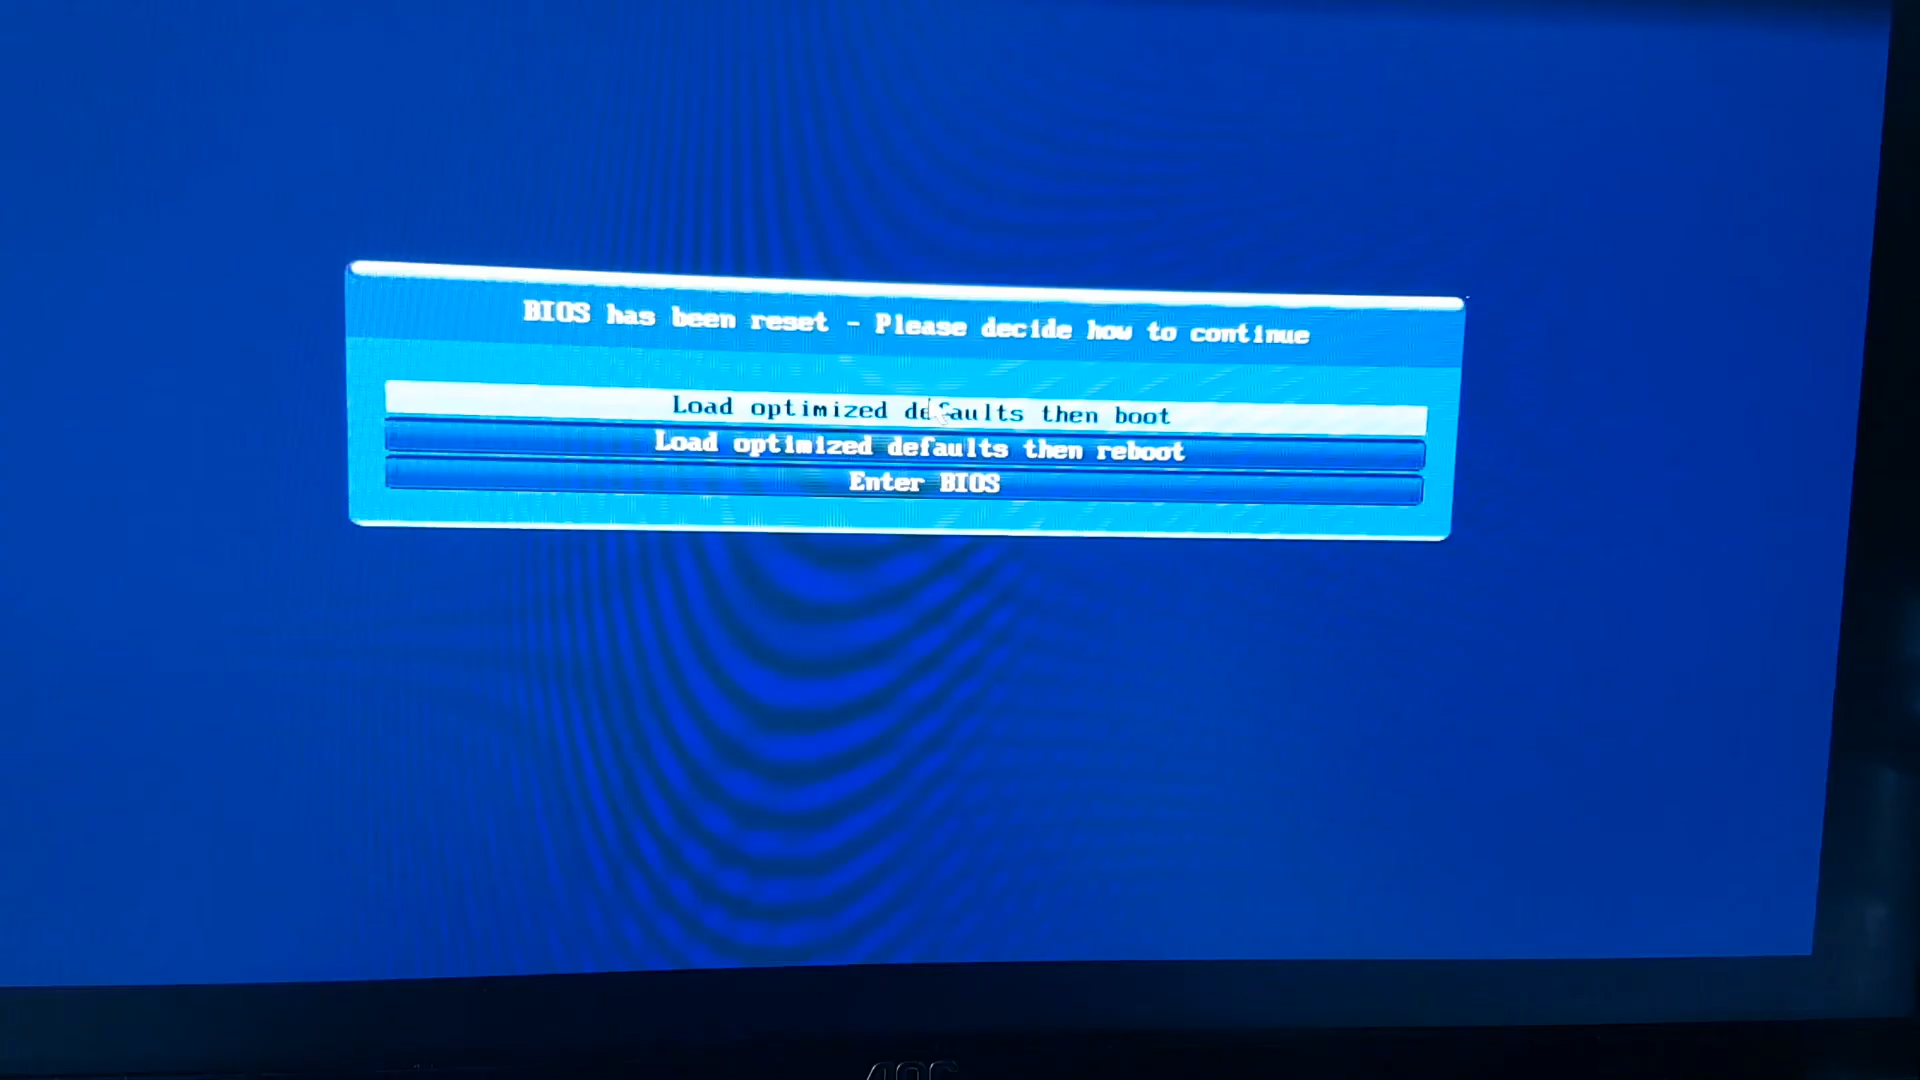 BIOS has been reset - Please decide how to continue
Load optimized defaults then boot
Load optimized defaults then reboot
Enter BIOS